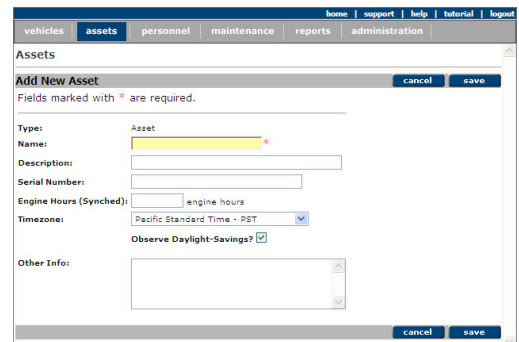 home | support | help | tutorial | logout
vehicles assets personnel maintenance reports administration
Assets
Add New Asset cancel save
Fields marked with * are required.
Type: Asset
Name: *
Description:
Serial Number:
Engine Hours (Synched): engine hours
Timezone: Pacific Standard Time - PST
Observe Daylight-Savings?
Other Info:
cancel save